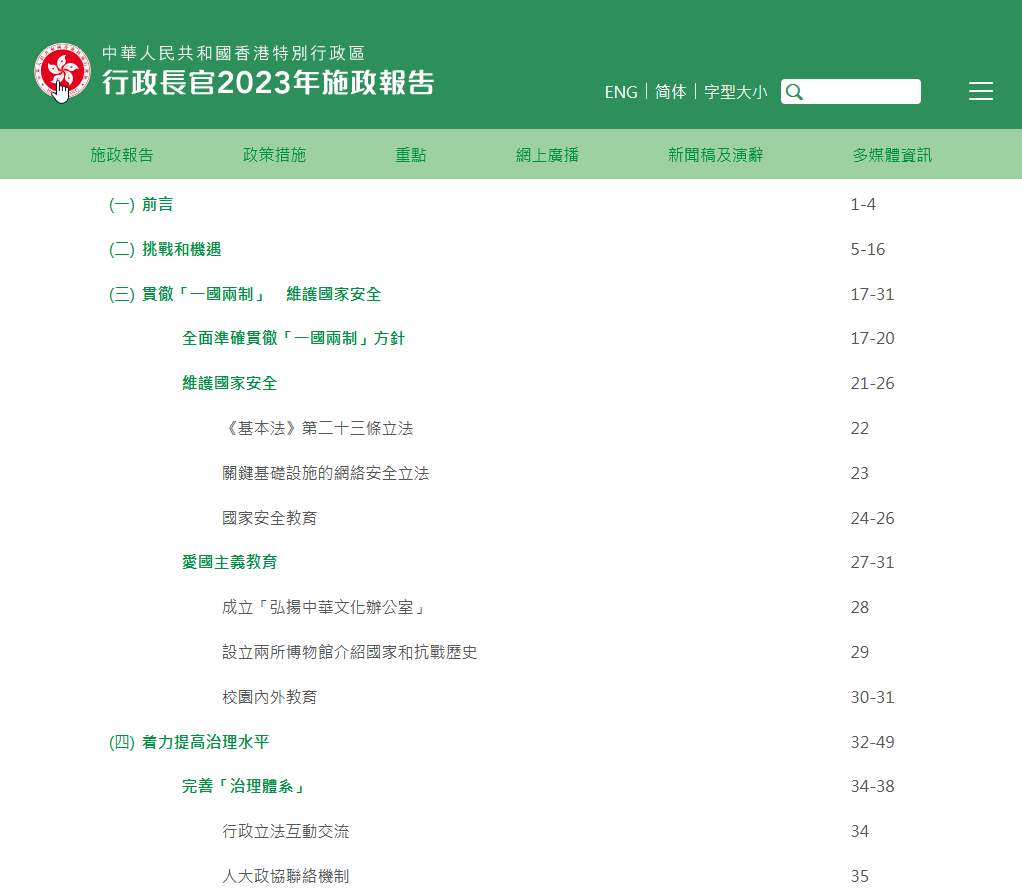 中華人民共和國香港特別行政區
行政長官2023年施政報告
ENG | 简体 | 字型大小
施政報告 政策措施 重點 網上廣播 新聞稿及演辭 多媒體資訊
(一) 前言 1-4
(二) 挑戰和機遇 5-16
(三) 貫徹「一國兩制」 維護國家安全 17-31
全面準確貫徹「一國兩制」方針 17-20
維護國家安全 21-26
《基本法》第二十三條立法 22
關鍵基礎設施的網絡安全立法 23
國家安全教育 24-26
愛國主義教育 27-31
成立「弘揚中華文化辦公室」 28
設立兩所博物館介紹國家和抗戰歷史 29
校園內外教育 30-31
(四) 着力提高治理水平 32-49
完善「治理體系」 34-38
行政立法互動交流 34
人大政協聯絡機制 35